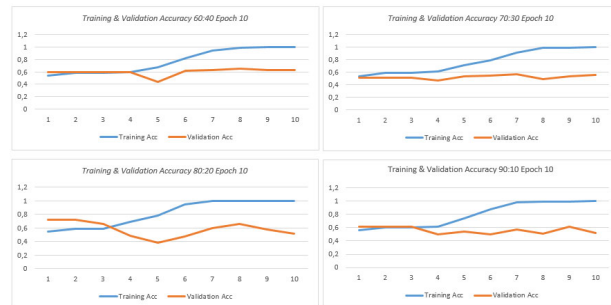 Training & Validation Accuracy 60:40 Epoch 10
1,2
1
0,8
0,6
0,4
0,2
0
1 2 3 4 5 6 7 8 9 10
Training Acc Validation Acc
Training & Validation Accuracy 70:30 Epoch 10
1,2
1
0,8
0,6
0,4
0,2
0
1 2 3 4 5 6 7 8 9 10
Training Acc Validation Acc
Training & Validation Accuracy 80:20 Epoch 10
1,2
1
0,8
0,6
0,4
0,2
0
1 2 3 4 5 6 7 8 9 10
Training Acc Validation Acc
Training & Validation Accuracy 90:10 Epoch 10
1,2
1
0,8
0,6
0,4
0,2
0
1 2 3 4 5 6 7 8 9 10
Training Acc Validation Acc